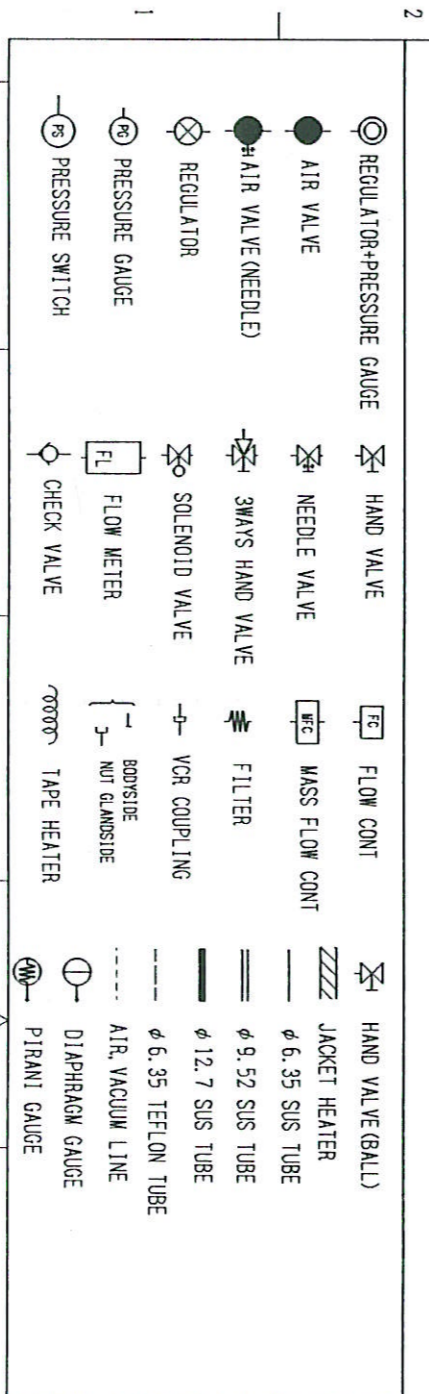 2
1
REGULATOR+PRESSURE GAUGE
AIR VALVE
AIR VALVE(NEEDLE)
REGULATOR
PG PRESSURE GAUGE
PS PRESSURE SWITCH
HAND VALVE
NEEDLE VALVE
3WAYS HAND VALVE
SOLENOID VALVE
FL FLOW METER
CHECK VALVE
FC FLOW CONT
MFC MASS FLOW CONT
FILTER
VCR COUPLING
BODYSIDE
NUT GLANDSIDE
TAPE HEATER
HAND VALVE(BALL)
JACKET HEATER
φ6.35 SUS TUBE
φ9.52 SUS TUBE
φ12.7 SUS TUBE
φ6.35 TEFLON TUBE
AIR, VACUUM LINE
DIAPHRAGM GAUGE
PIRANI GAUGE